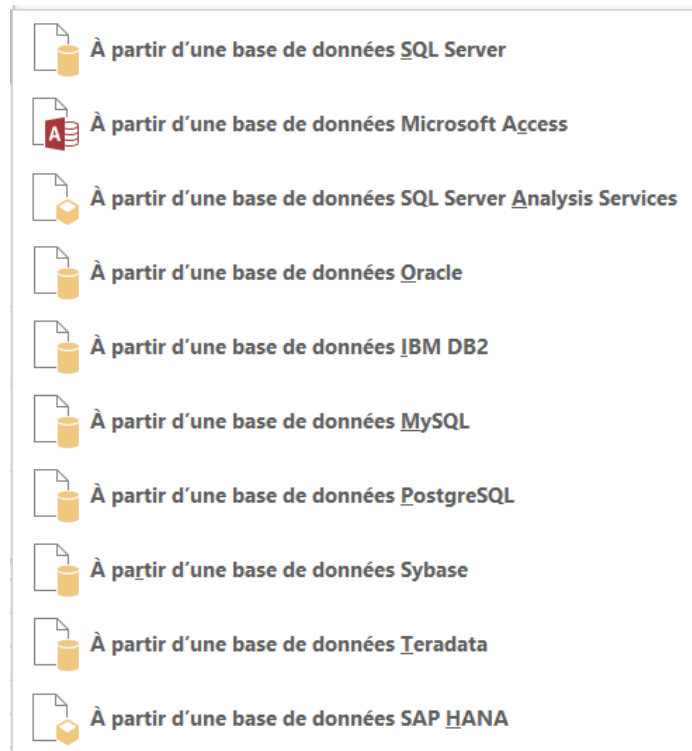 À partir d’une base de données SQL Server
A
À partir d’une base de données Microsoft Access
À partir d’une base de données SQL Server Analysis Services
À partir d’une base de données Oracle
À partir d’une base de données IBM DB2
À partir d’une base de données MySQL
À partir d’une base de données PostgreSQL
À partir d’une base de données Sybase
À partir d’une base de données Teradata
À partir d’une base de données SAP HANA